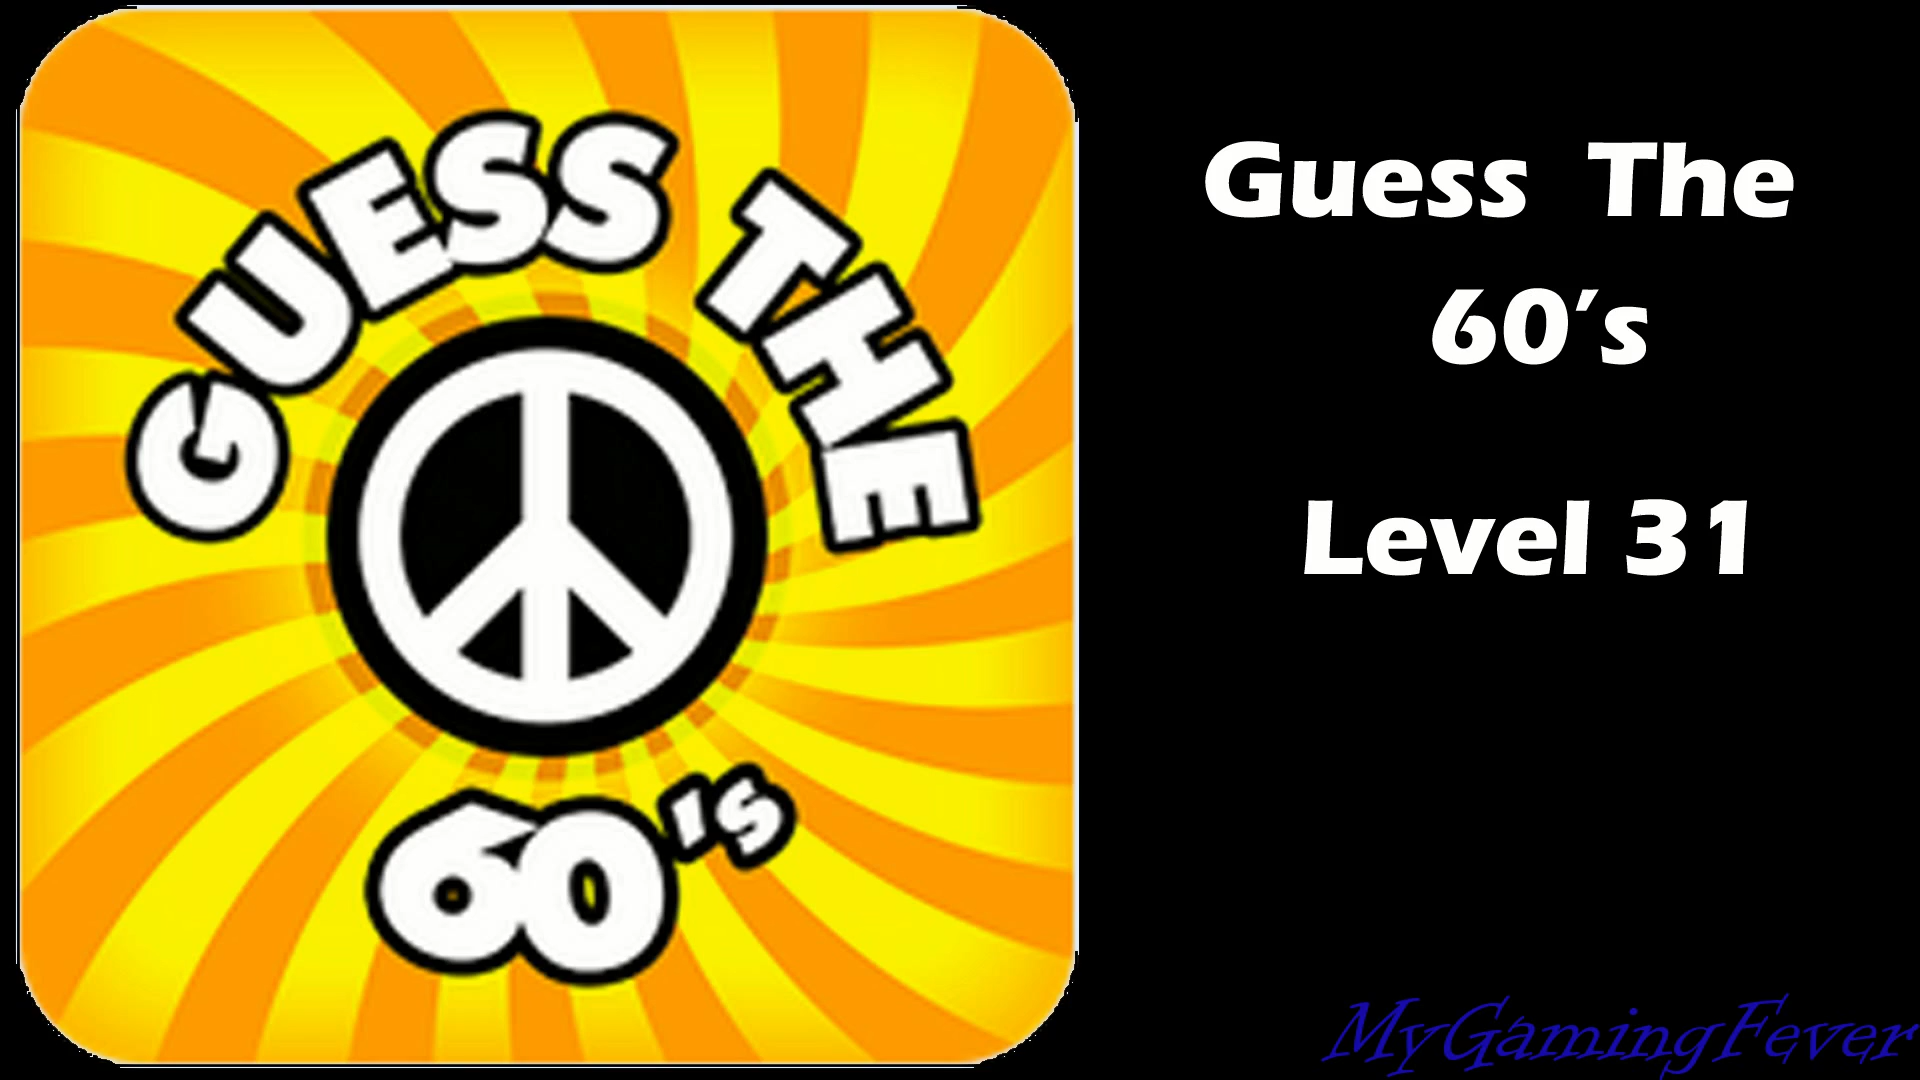 GUESS THE
60's
Guess The
60's
Level 31
MyGamingFever